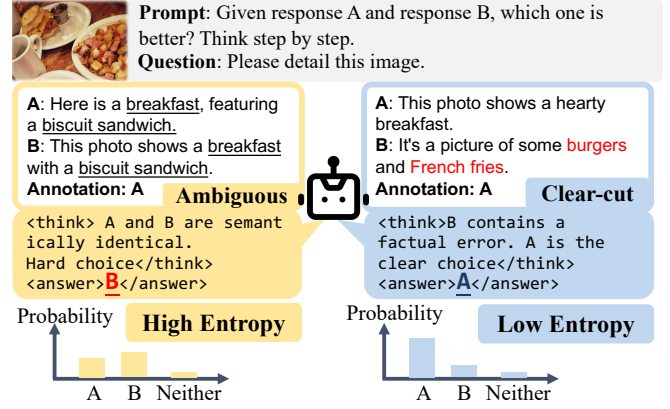 Prompt: Given response A and response B, which one is
better? Think step by step.
Question: Please detail this image.
A: Here is a breakfast, featuring
a biscuit sandwich.
B: This photo shows a breakfast
with a biscuit sandwich.
Annotation: A
Ambiguous
<think> A and B are semant
ically identical.
Hard choice</think>
<answer>B</answer>
High Entropy
Probability
A B Neither
A: This photo shows a hearty
breakfast.
B: It's a picture of some burgers
and French fries.
Annotation: A
Clear-cut
<think>B contains a
factual error. A is the
clear choice</think>
<answer>A</answer>
Low Entropy
Probability
A B Neither